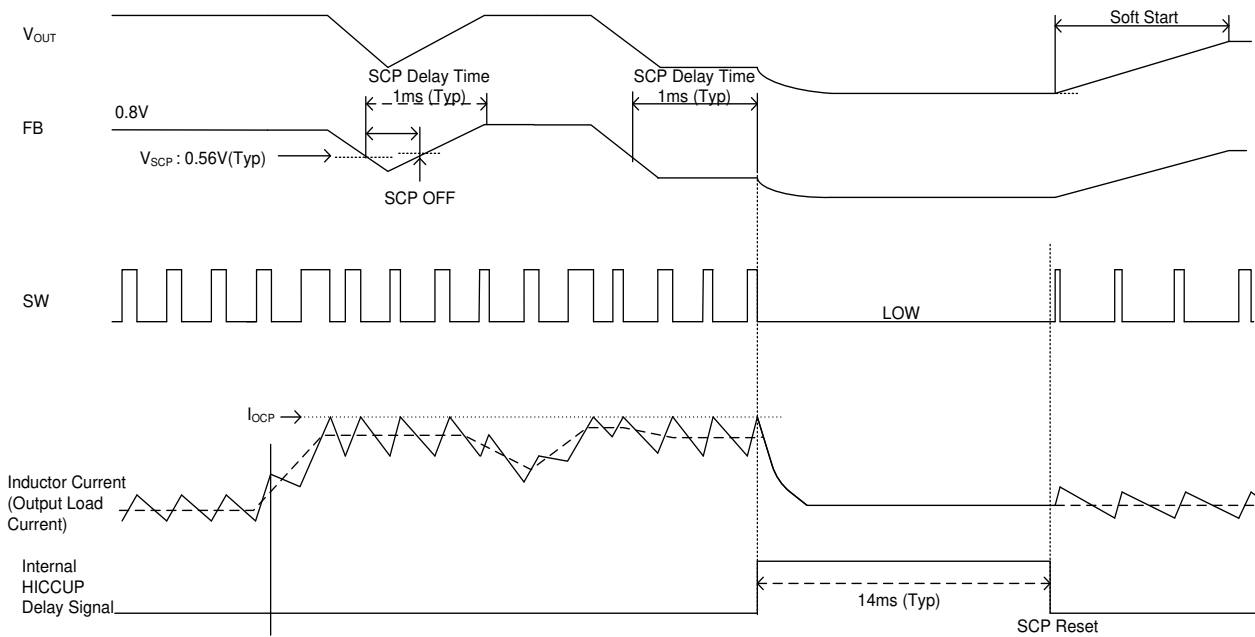 Soft Start
VOUT
SCP Delay Time
1ms (Typ)
SCP Delay Time
1ms (Typ)
0.8V
FB
VSCP : 0.56V(Typ)
SCP OFF
SW
LOW
IOCP
Inductor Current
(Output Load
Current)
Internal
HICCUP
Delay Signal
14ms (Typ)
SCP Reset